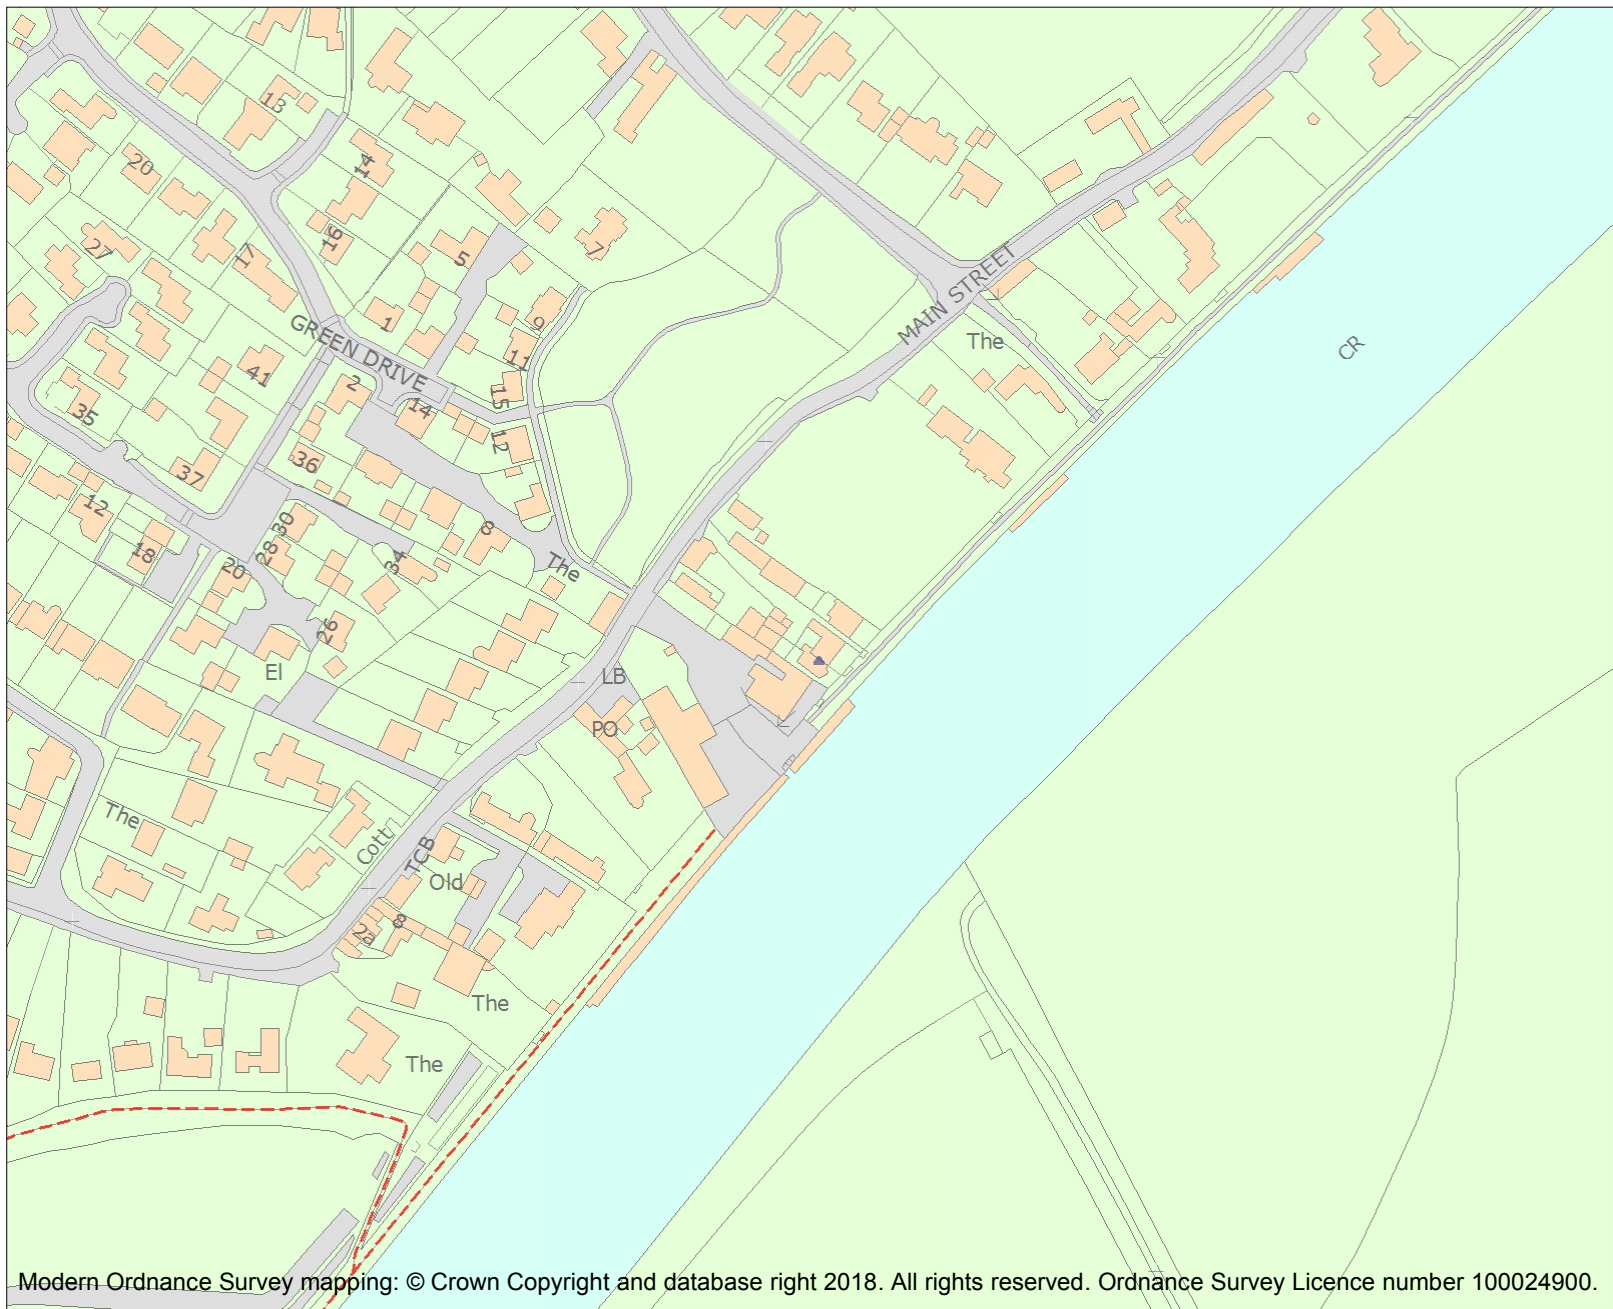 13
20
14
16
27
17
5
7
1
9
GREEN DRIVE
11
41
2
15
14
35
12
36
37
12
30
8
18
28
34
20
The
26
El
MAIN STREET
The
CR
LB
PO
The
Cott
TCB
Old
8
2a
The
The
Modern Ordnance Survey mapping: © Crown Copyright and database right 2018. All rights reserved. Ordnance Survey Licence number 100024900.